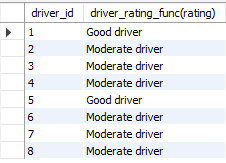 driver_id driver_rating_func(rating)
1 Good driver
2 Moderate driver
3 Moderate driver
4 Moderate driver
5 Good driver
6 Moderate driver
7 Moderate driver
8 Moderate driver